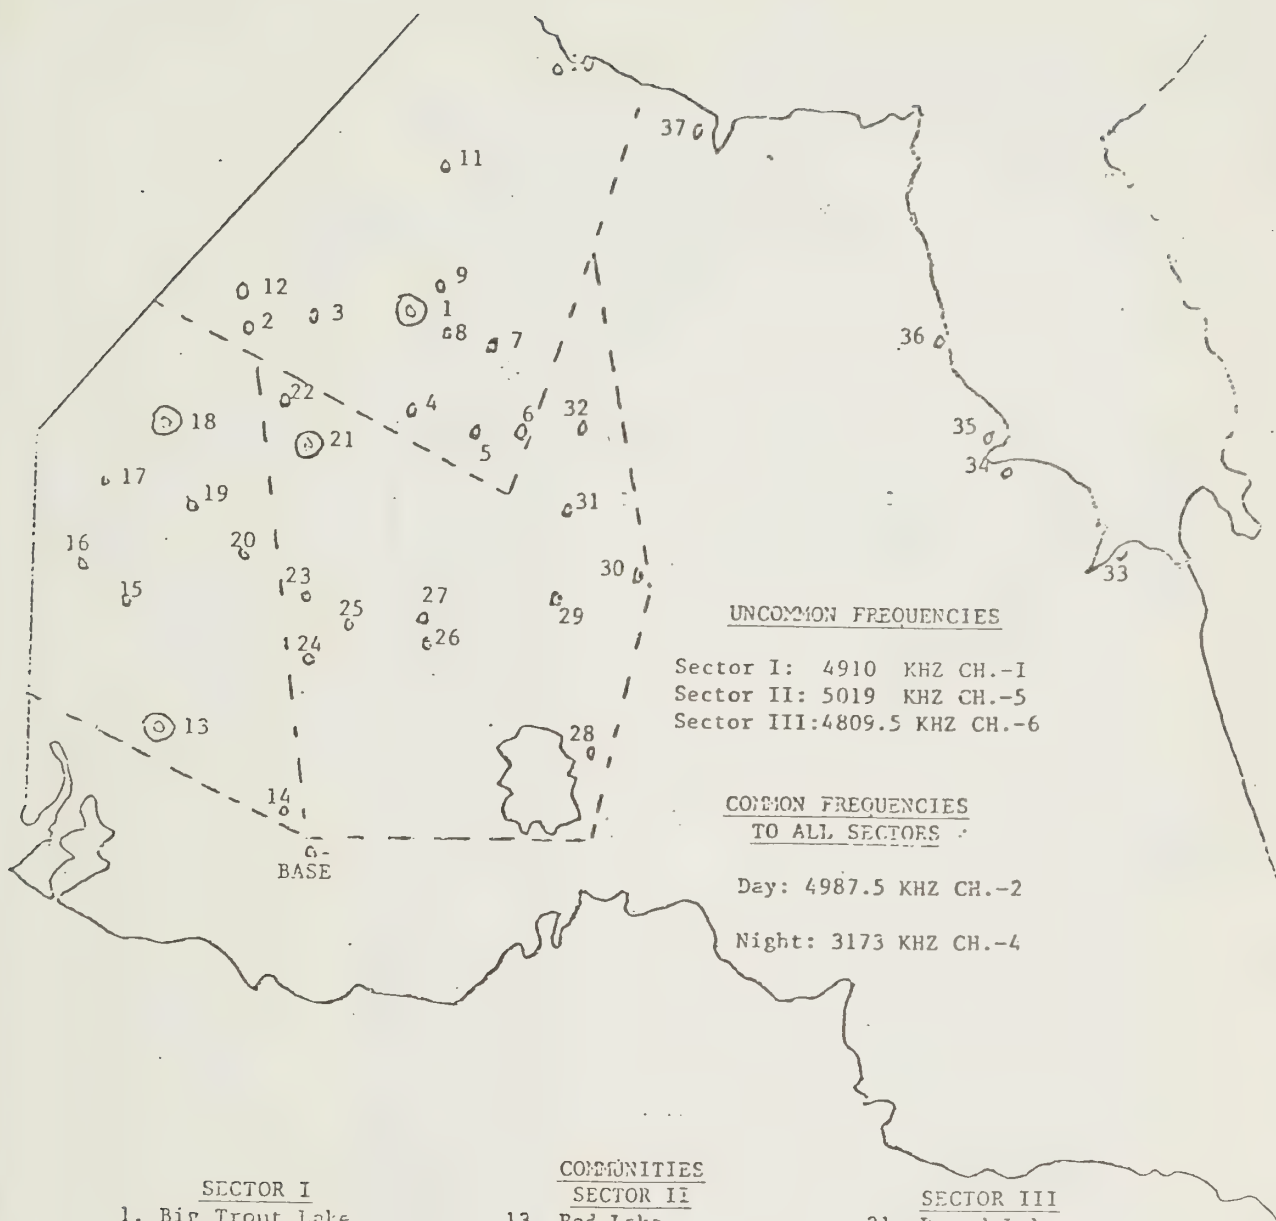 10
37
11
9
12
1
3
2
8
7
36
22
4
6
32
18
21
5
35
34
17
19
31
16
20
33
15
23
30
27
25
29
26
24
UNCOMMON FREQUENCIES
Sector I: 4910 KHZ CH.-I
Sector II: 5019 KHZ CH.-5
Sector III:4809.5 KHZ CH.-6
13
28
14
COMMON FREQUENCIES
TO ALL SECTORS
BASE
Day: 4987.5 KHZ CH.-2
Night: 3173 KHZ CH.-4
COMMUNITIES
SECTOR I
SECTOR II
SECTOR III
1. Big Trout Lake
13. Red Lake
21.